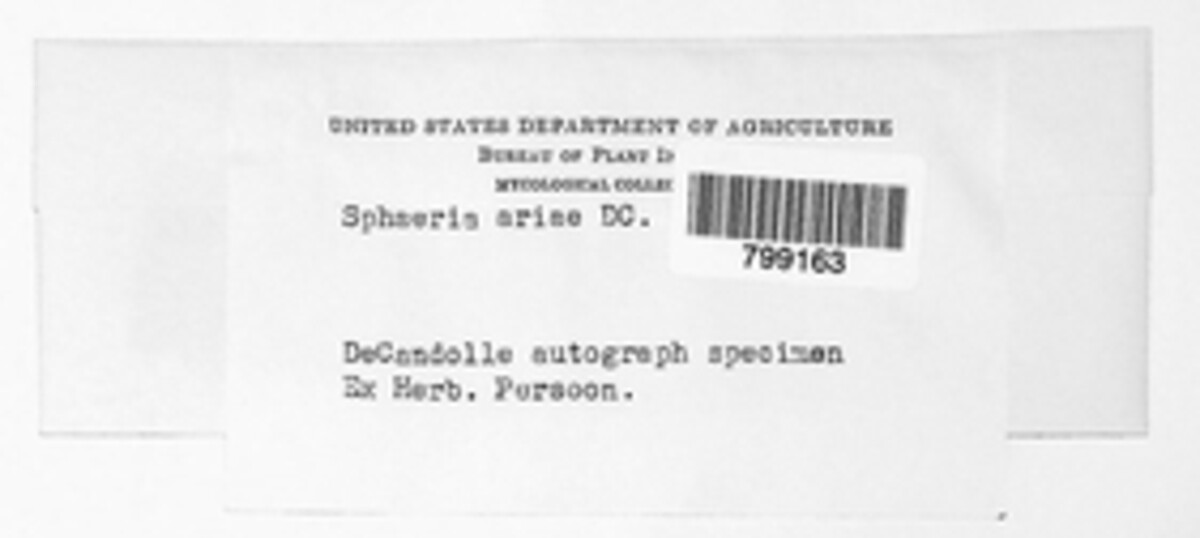 UNITED STATES DEPARTMENT OF AGRICULTURE
BUREAU OF PLANT
MYCOLOGICAL COLLEC
Sphaeria ariae DC.
799163
DeCandolle autograph specimen
Ex Herb. Persoon.